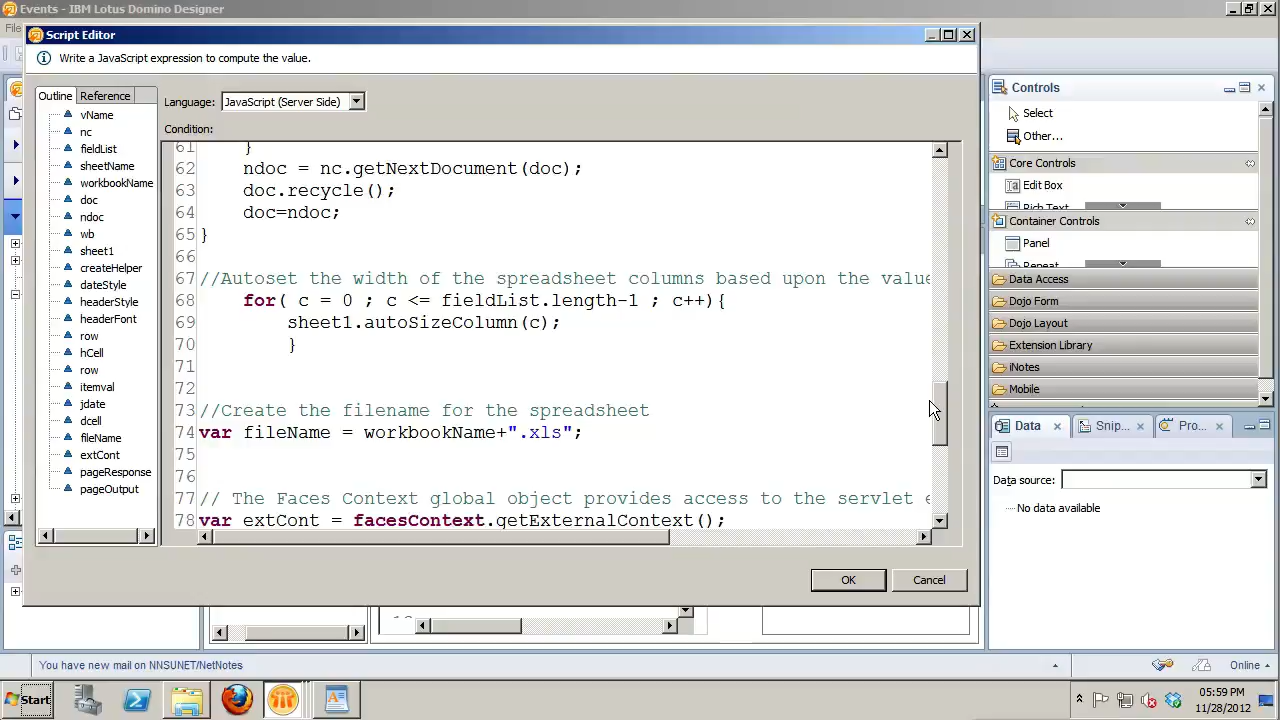 Events - IBM Lotus Domino Designer
File
Script Editor
Write a JavaScript expression to compute the value.
Outline
Reference
vName
nc
fieldList
sheetName
workbookName
doc
ndoc
wb
sheet1
createHelper
dateStyle
headerStyle
headerFont
row
hCell
row
itemval
jdate
dcell
fileName
extCont
pageResponse
pageOutput
Language: JavaScript (Server Side)
Condition:
61 }
62 ndoc = nc.getNextDocument(doc);
63 doc.recycle();
64 doc=ndoc;
65 }
66
67 //Autoset the width of the spreadsheet columns based upon the value
68 for( c = 0 ; c <= fieldList.length-1 ; c++){
69 sheet1.autoSizeColumn(c);
70 }
71
72
73 //Create the filename for the spreadsheet
74 var fileName = workbookName+".xls";
75
76
77 // The Faces Context global object provides access to the servlet e
78 var extCont = facesContext.getExternalContext();
OK Cancel
Controls
Select
Other...
Core Controls
Edit Box
Rich Text
Container Controls
Panel
Repeat
Data Access
Dojo Form
Dojo Layout
Extension Library
iNotes
Mobile
Data Snip... Pro...
Data source:
No data available
You have new mail on NNSUNET/NetNotes
Online
Start
05:59 PM
11/28/2012